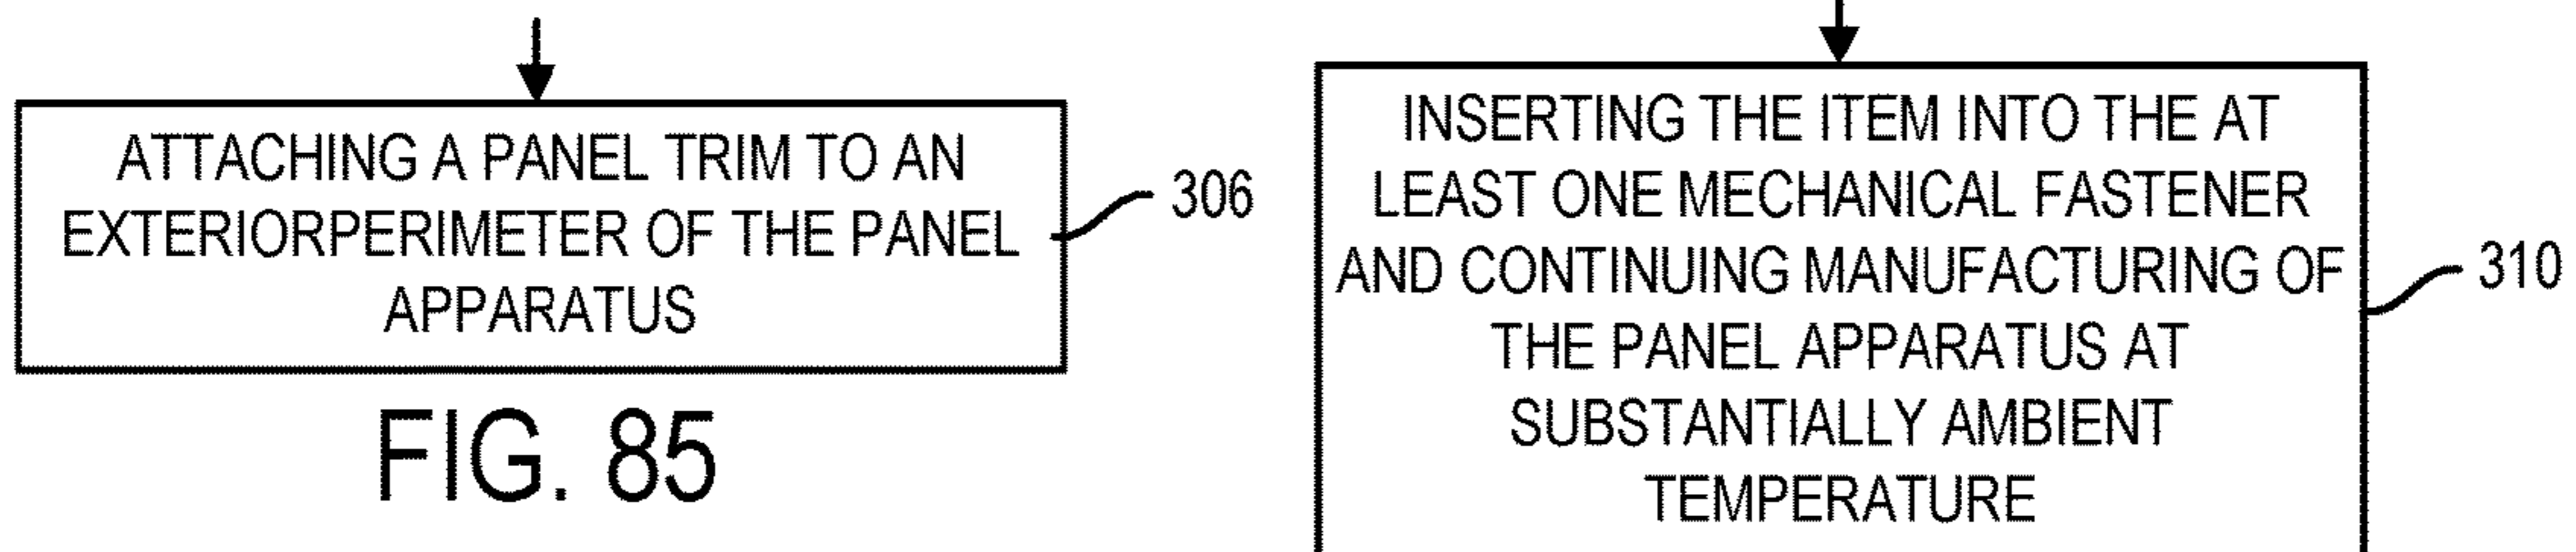 ATTACHING A PANEL TRIM TO AN
EXTERIORPERIMETER OF THE PANEL
APPARATUS
306
FIG. 85
INSERTING THE ITEM INTO THE AT
LEAST ONE MECHANICAL FASTENER
AND CONTINUING MANUFACTURING OF
THE PANEL APPARATUS AT
SUBSTANTIALLY AMBIENT
TEMPERATURE
310